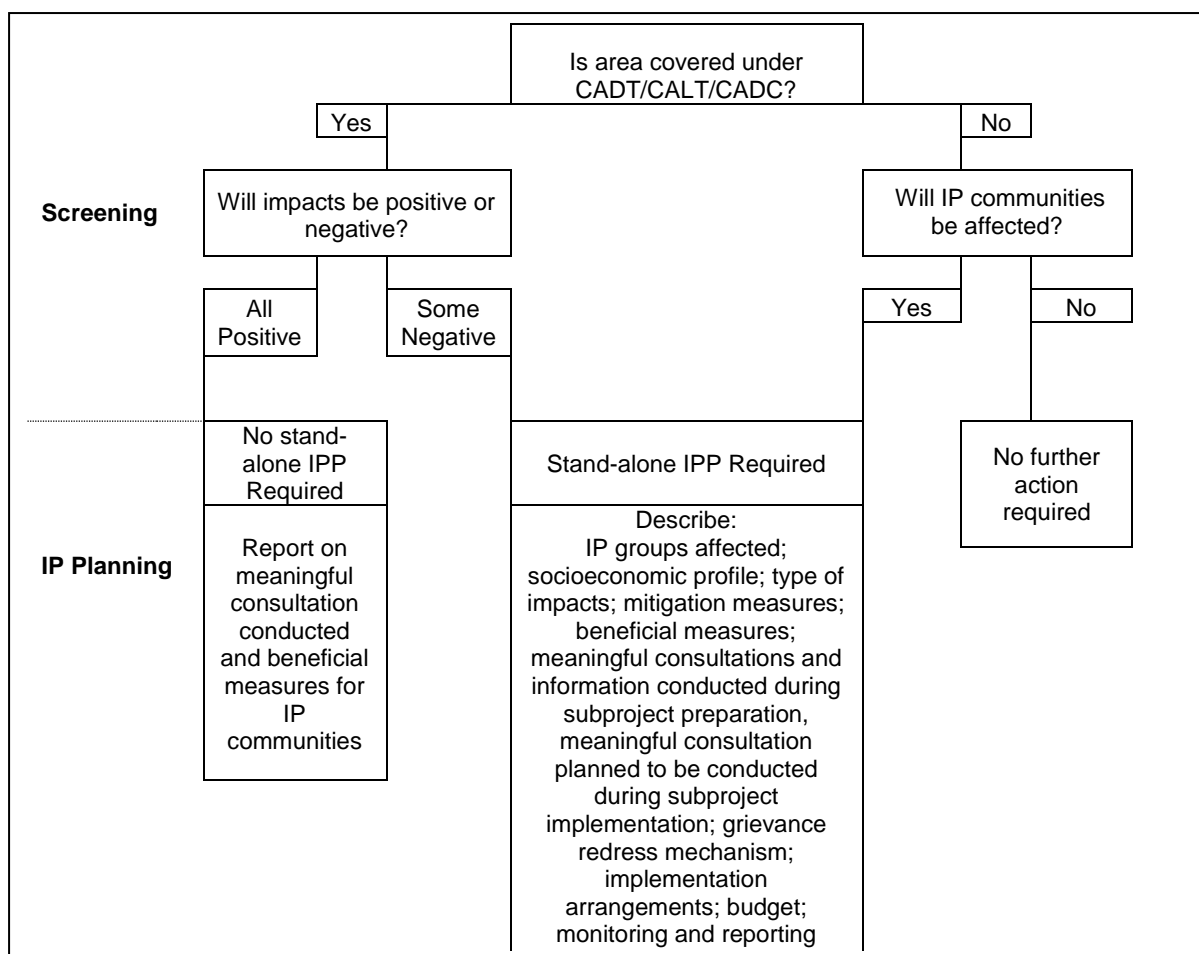 Is area covered under
CADT/CALT/CADC?
Yes
No
Screening
Will impacts be positive or
negative?
Will IP communities
be affected?
All
Positive
Some
Negative
Yes
No
No stand-
alone IPP
Required
Stand-alone IPP Required
No further
action
required
IP Planning
Report on
meaningful
consultation
conducted
and beneficial
measures for
IP
communities
Describe:
IP groups affected;
socioeconomic profile; type of
impacts; mitigation measures;
beneficial measures;
meaningful consultations and
information conducted during
subproject preparation,
meaningful consultation
planned to be conducted
during subproject
implementation; grievance
redress mechanism;
implementation
arrangements; budget;
monitoring and reporting